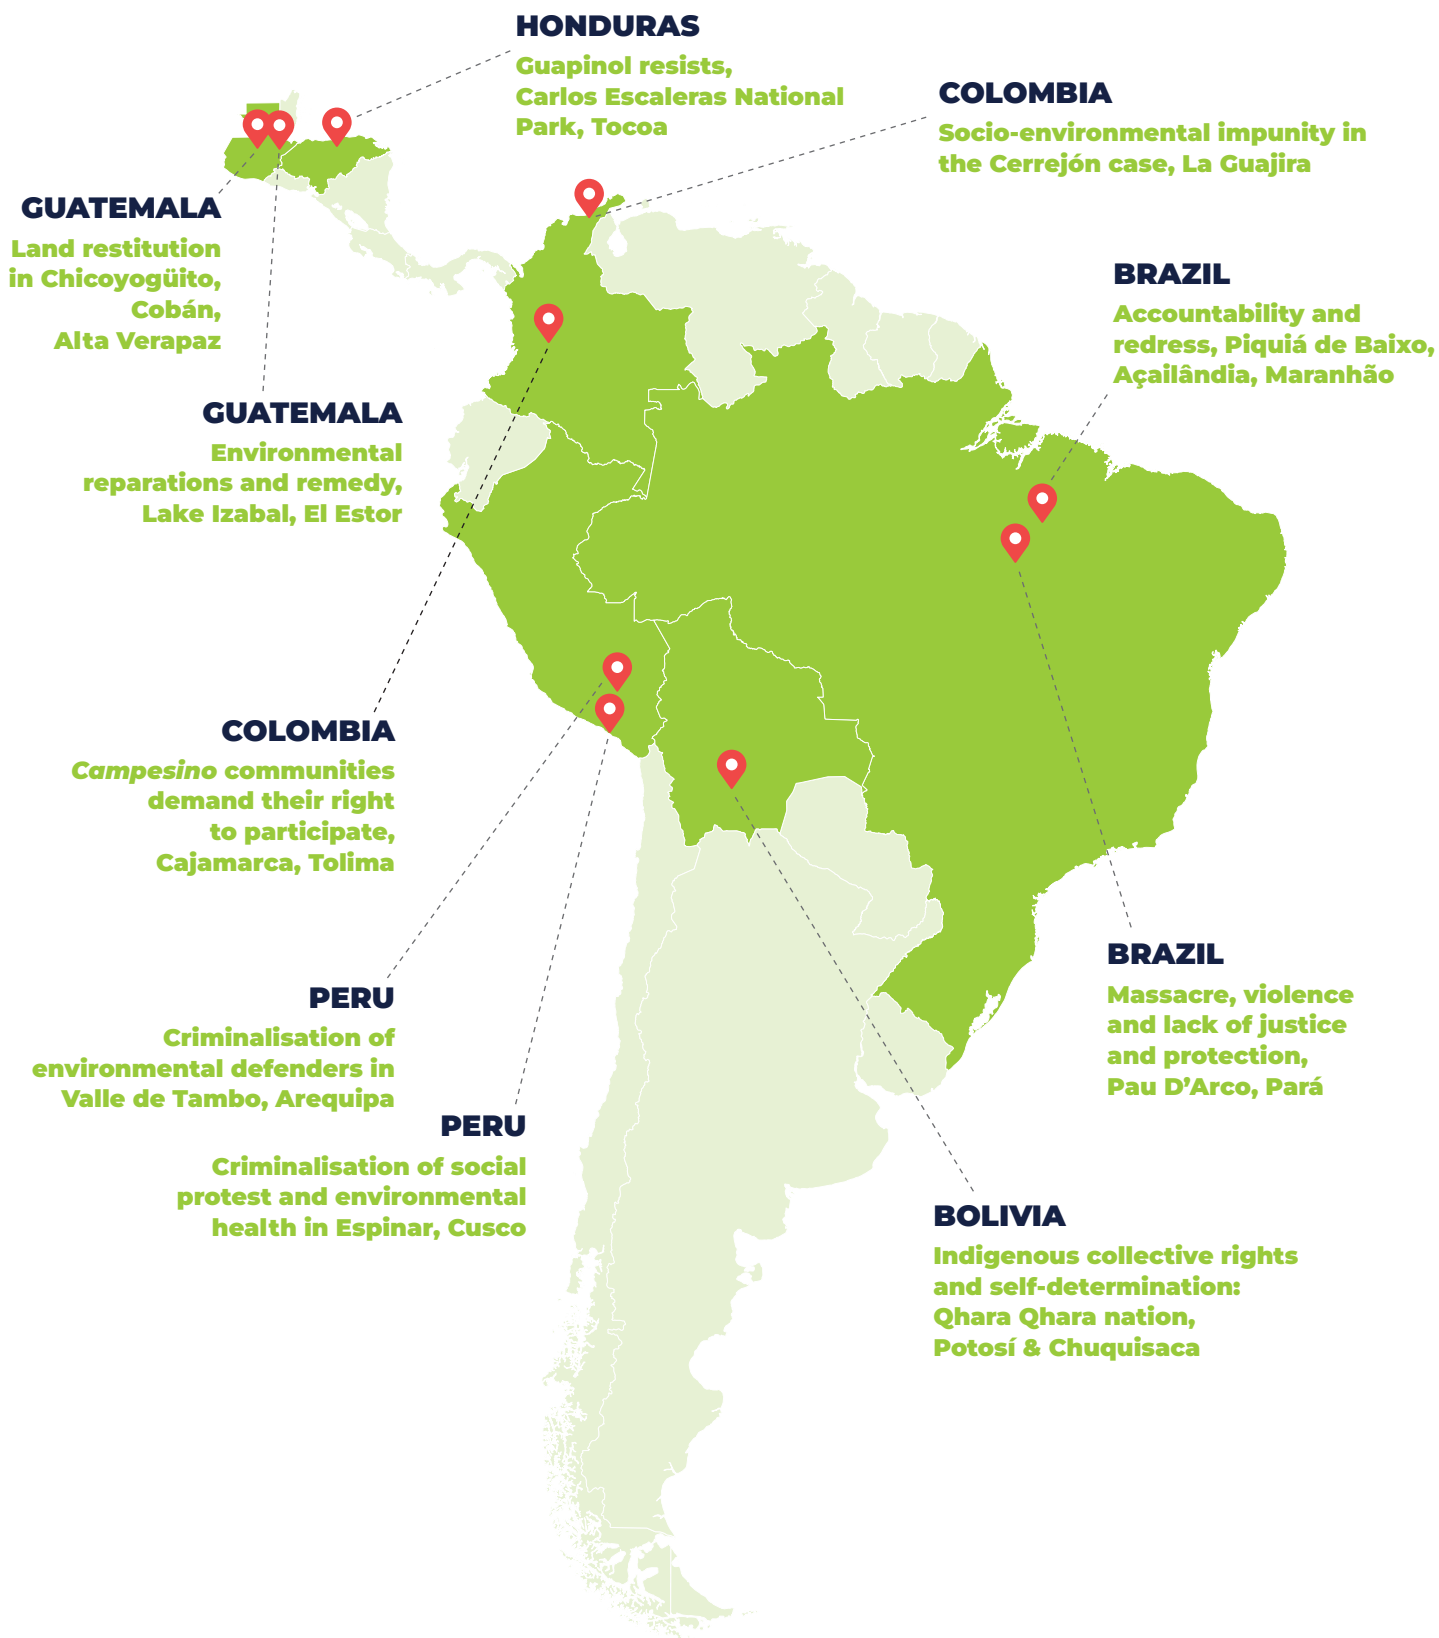 HONDURAS
Guapinol resists,
Carlos Escaleras National
Park, Tocoa
COLOMBIA
Socio-environmental impunity in
the Cerrejón case, La Guajira
GUATEMALA
Land restitution
in Chicoyogüito,
Cobán,
Alta Verapaz
BRAZIL
Accountability and
redress, Piquiá de Baixo,
Açailândia, Maranhão
GUATEMALA
Environmental
reparations and remedy,
Lake Izabal, El Estor
COLOMBIA
Campesino communities
demand their right
to participate,
Cajamarca, Tolima
BRAZIL
Massacre, violence
and lack of justice
and protection,
Pau D’Arco, Pará
PERU
Criminalisation of
environmental defenders in
Valle de Tambo, Arequipa
PERU
Criminalisation of social
protest and environmental
health in Espinar, Cusco
BOLIVIA
Indigenous collective rights
and self-determination:
Qhara Qhara nation,
Potosí & Chuquisaca